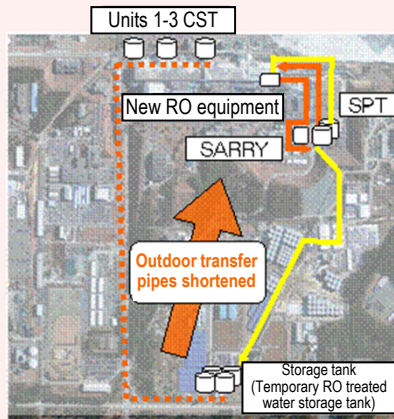 Units 1-3 CST
New RO equipment
SPT
SARRY
Outdoor transfer
pipes shortened
Storage tank
(Temporary RO treated
water storage tank)